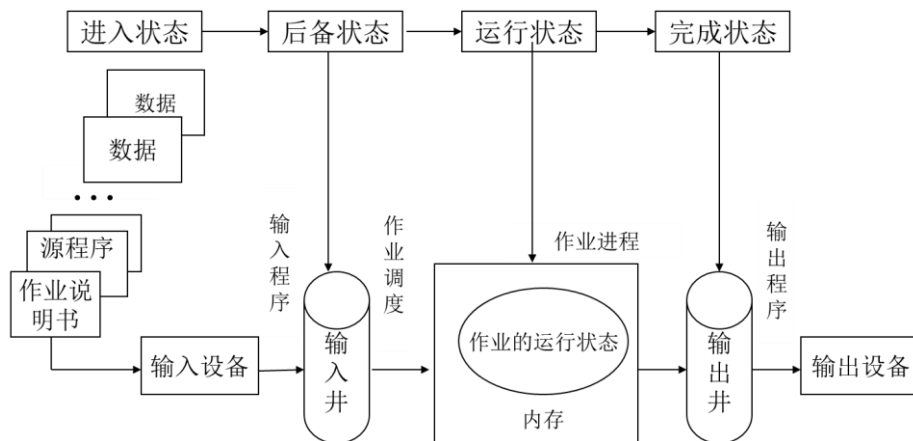 进入状态
后备状态
运行状态
完成状态
数据
数据
• • •
源程序
作业说
明书
输入程序
作业调度
作业进程
输出程序
输入设备
输入井
作业的运行状态
内存
输出井
输出设备